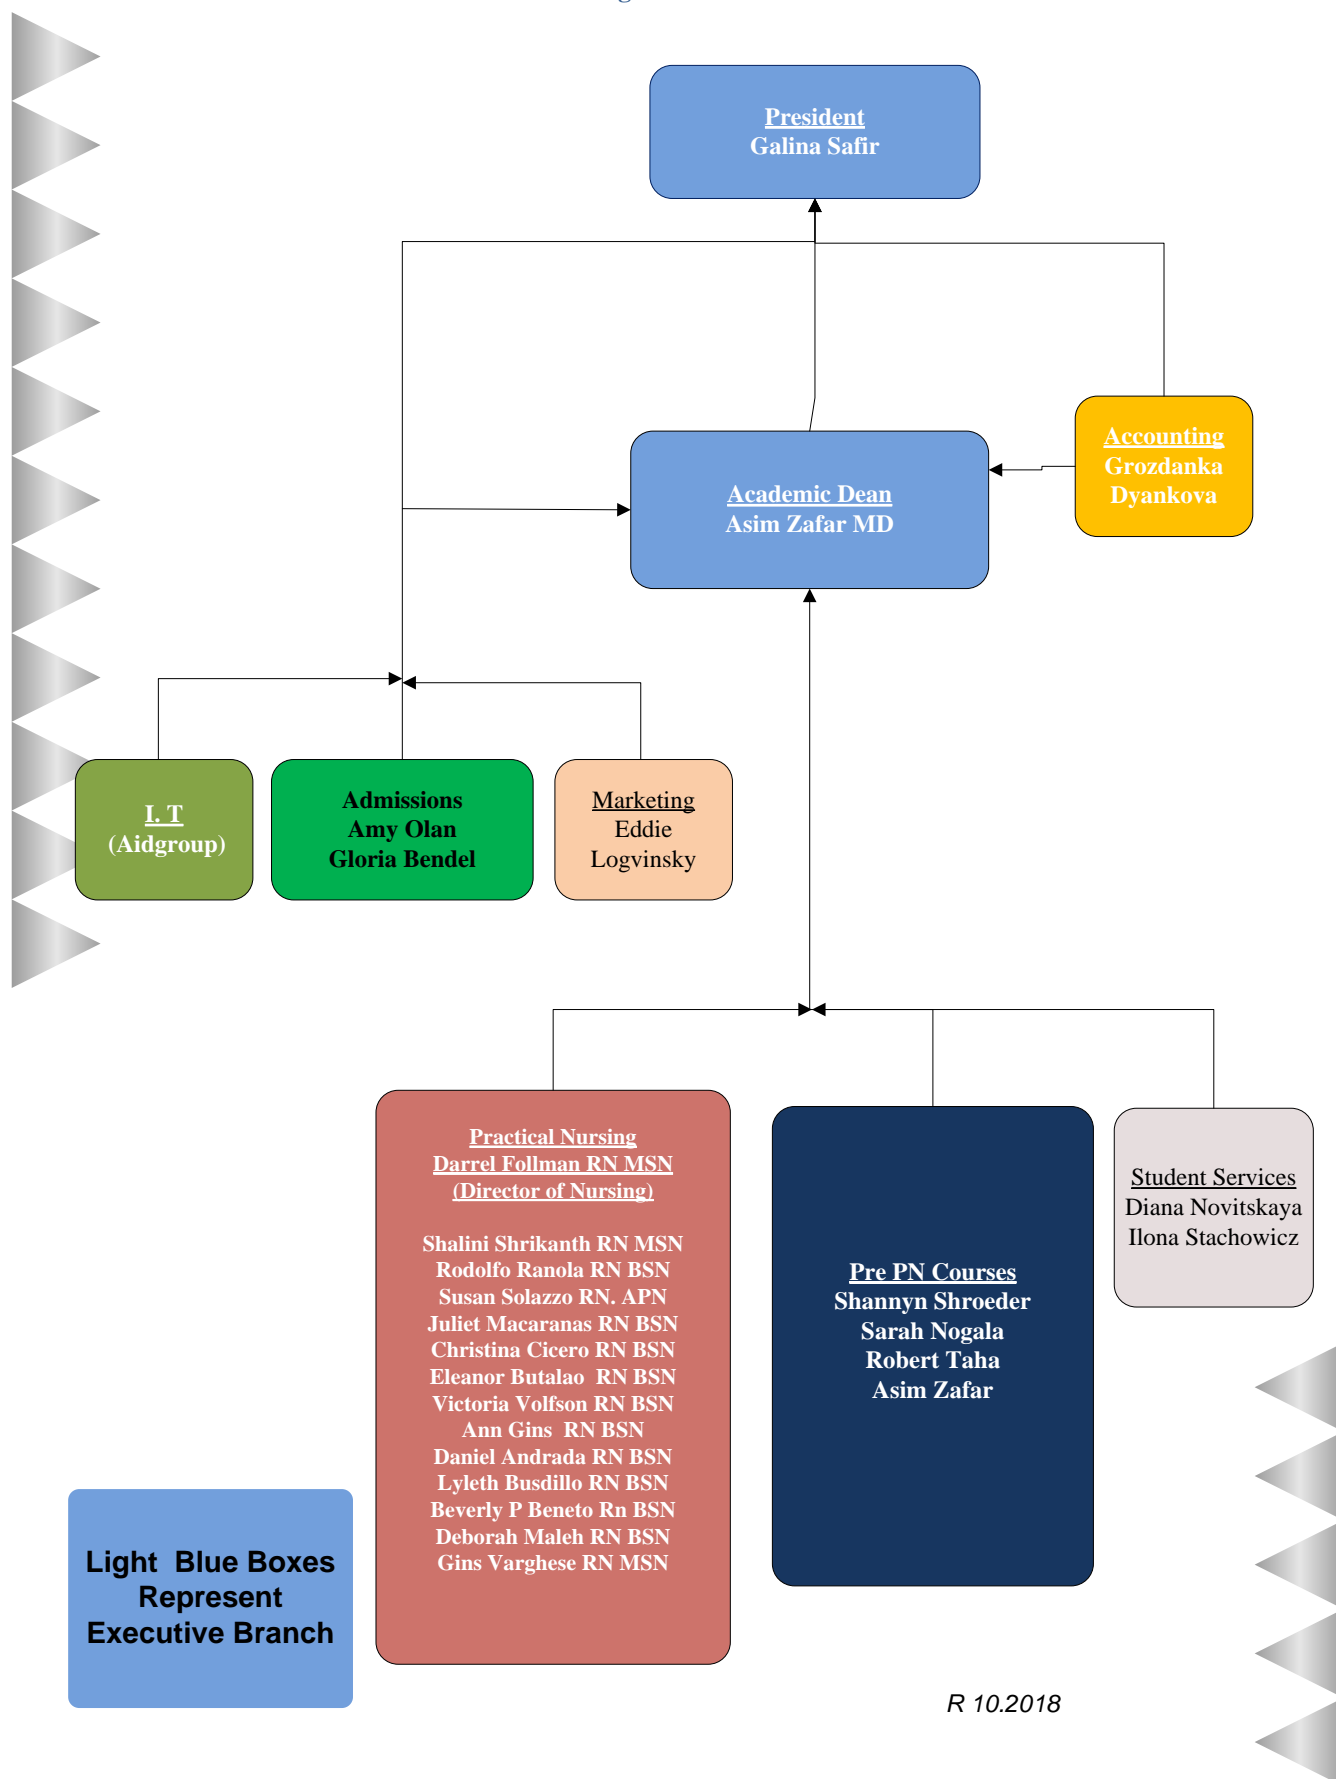 President
Galina Safir
Accounting
Grozdanka
Dyankova
Academic Dean
Asim Zafar MD
I. T
(Aidgroup)
Admissions
Amy Olan
Gloria Bendel
Marketing
Eddie
Logvinsky
Practical Nursing
Darrel Follman RN MSN
(Director of Nursing)
Shalini Shrikanth RN MSN
Rodolfo Ranola RN BSN
Susan Solazzo RN. APN
Juliet Macaranas RN BSN
Christina Cicero RN BSN
Eleanor Butalao  RN BSN
Victoria Volfson RN BSN
Ann Gins  RN BSN
Daniel Andrada RN BSN
Lyleth Busdillo RN BSN
Beverly P Beneto Rn BSN
Deborah Maleh RN BSN
Gins Varghese RN MSN
Pre PN Courses
Shannyn Shroeder
Sarah Nogala
Robert Taha
Asim Zafar
Student Services
Diana Novitskaya
Ilona Stachowicz
Light  Blue Boxes
Represent
Executive Branch
R 10.2018